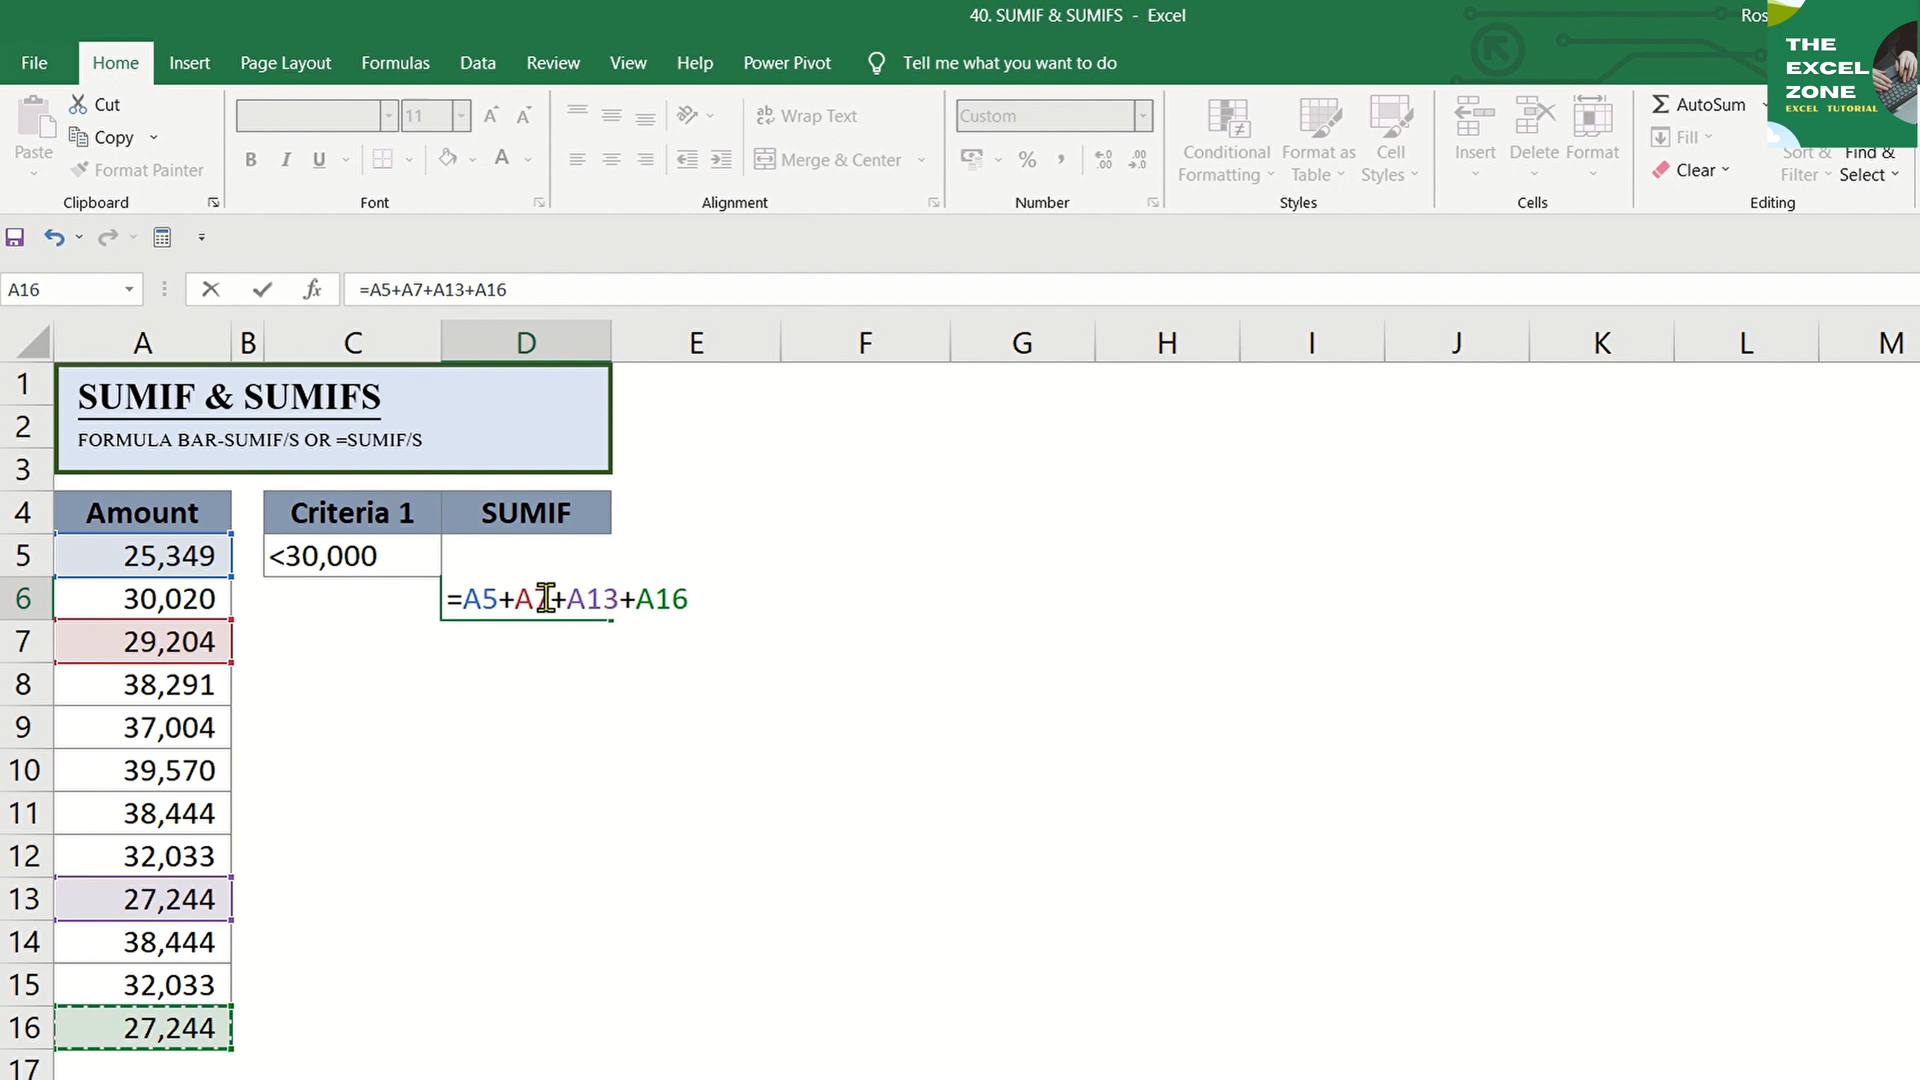 40. SUMIF & SUMIFS - Excel
Ros
THE
EXCEL
ZONE
EXCEL TUTORIAL
File Home Insert Page Layout Formulas Data Review View Help Power Pivot Tell me what you want to do
Paste
Cut
Copy
Format Painter
Clipboard
11
B I U
Font
Wrap Text
Merge & Center
Alignment
Custom
Number
Conditional Formatting
Format as Table
Cell Styles
Styles
Insert Delete Format
Cells
AutoSum
Fill
Clear
Sort & Filter
Find & Select
Editing
A16 fx =A5+A7+A13+A16
A B C D E F G H I J K L M
1 SUMIF & SUMIFS
2 FORMULA BAR-SUMIF/S OR =SUMIF/S
3
4 Amount Criteria 1 SUMIF
5 25,349 <30,000
6 30,020 =A5+A7+A13+A16
7 29,204
8 38,291
9 37,004
10 39,570
11 38,444
12 32,033
13 27,244
14 38,444
15 32,033
16 27,244
17